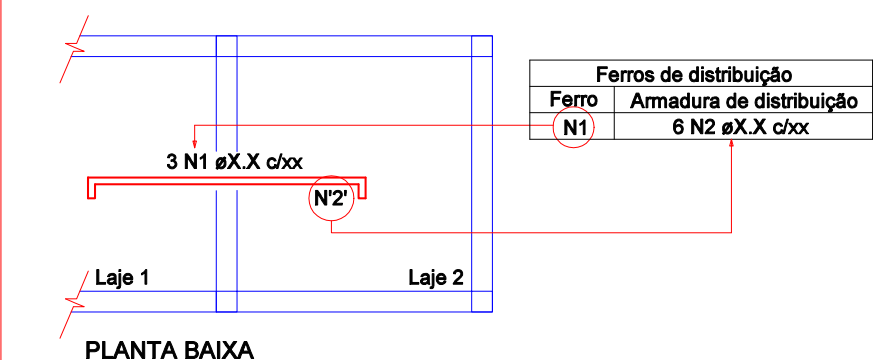 Ferros de distribuição
Ferro Armadura de distribuição
N1 6 N2 øX.X c/xx
3 N1 øX.X c/xx
N'2'
Laje 1 Laje 2
PLANTA BAIXA